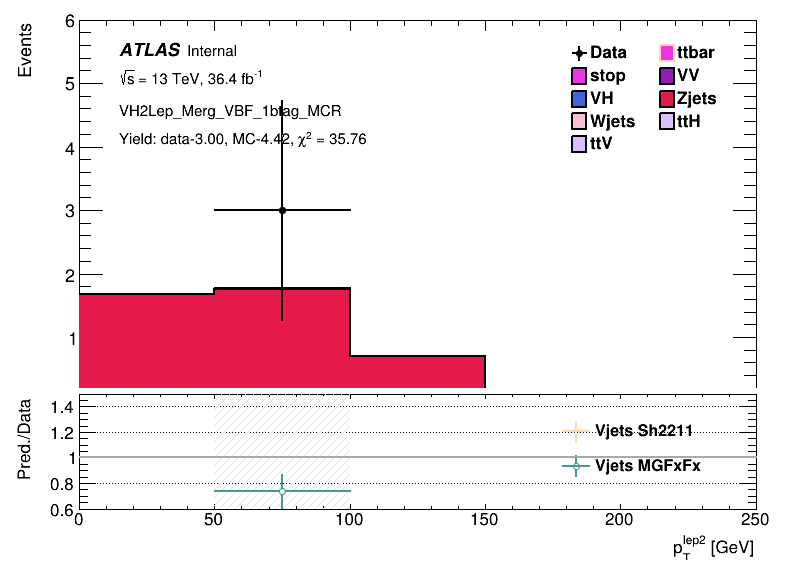 Events
6
5
4
3
2
1
ATLAS Internal
√s = 13 TeV, 36.4 fb⁻¹
VH2Lep_Merg_VBF_1btag_MCR
Yield: data-3.00, MC-4.42, χ² = 35.76
Data
ttbar
stop
VV
VH
Zjets
Wjets
ttH
ttV
Pred./Data
1.4
1.2
1
0.8
0.6
Vjets Sh2211
Vjets MGFxFx
0 50 100 150 200 250
p_T^lep2 [GeV]